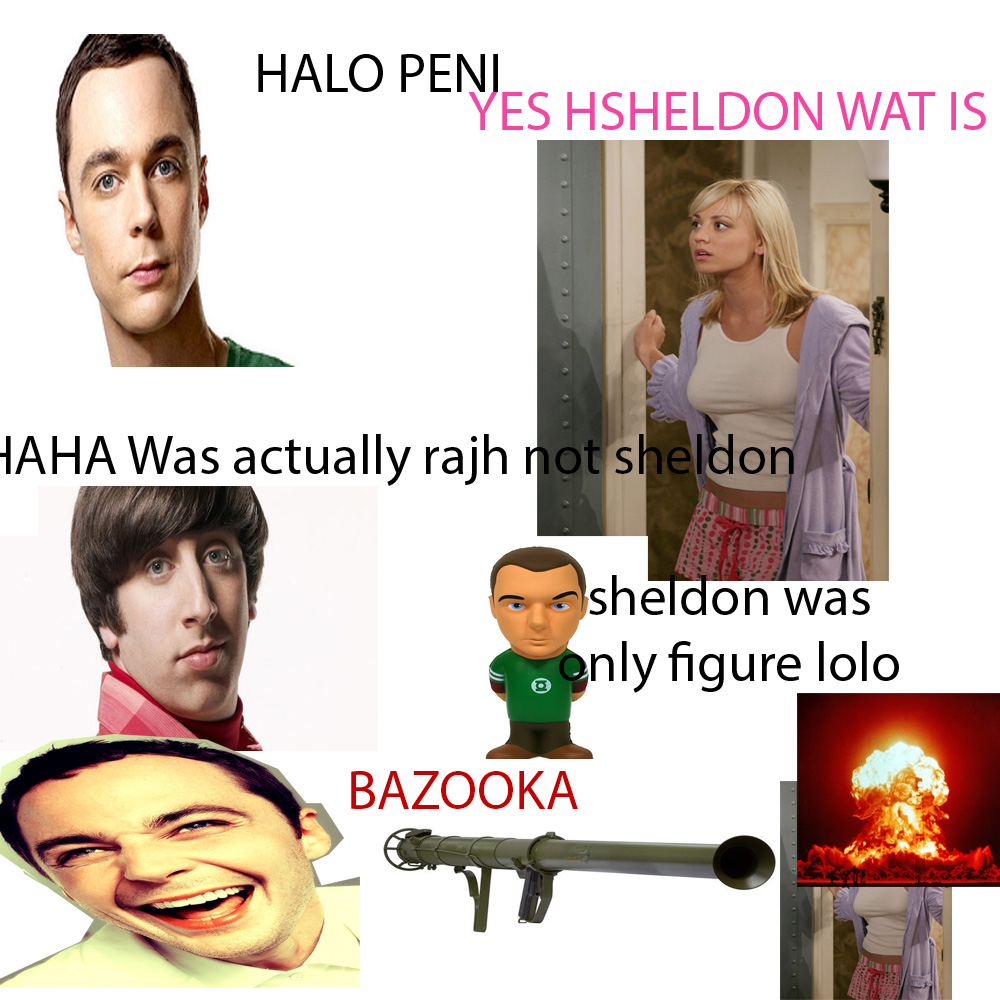 HALO PENI
YES HSHELDON WAT IS
HAHA Was actually rajh not sheldon
sheldon was
only figure lolo
BAZOOKA